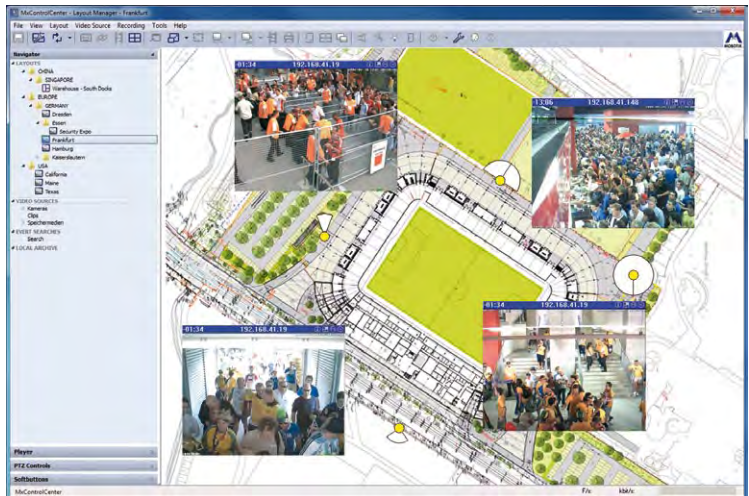 MxControlCenter - Layout Manager - Frankfurt
File View Layout Video Source Recording Tools Help
MOBOTIX
Navigator
LAYOUTS
CHINA
SINGAPORE
Warehouse - South Docks
EUROPE
GERMANY
Dresden
Essen
Security Expo
Frankfurt
Hamburg
Kaiserslautern
USA
California
Maine
Texas
VIDEO SOURCES
Kameras
Clips
Speichermedien
EVENT SEARCHES
Search
LOCAL ARCHIVE
-01:34 192.168.41.19
-13:06 192.168.41.148
-01:34 192.168.41.19
-01:34 192.168.41.19
Player
PTZ Controls
Softbuttons
MxControlCenter
F/s: kbit/s: